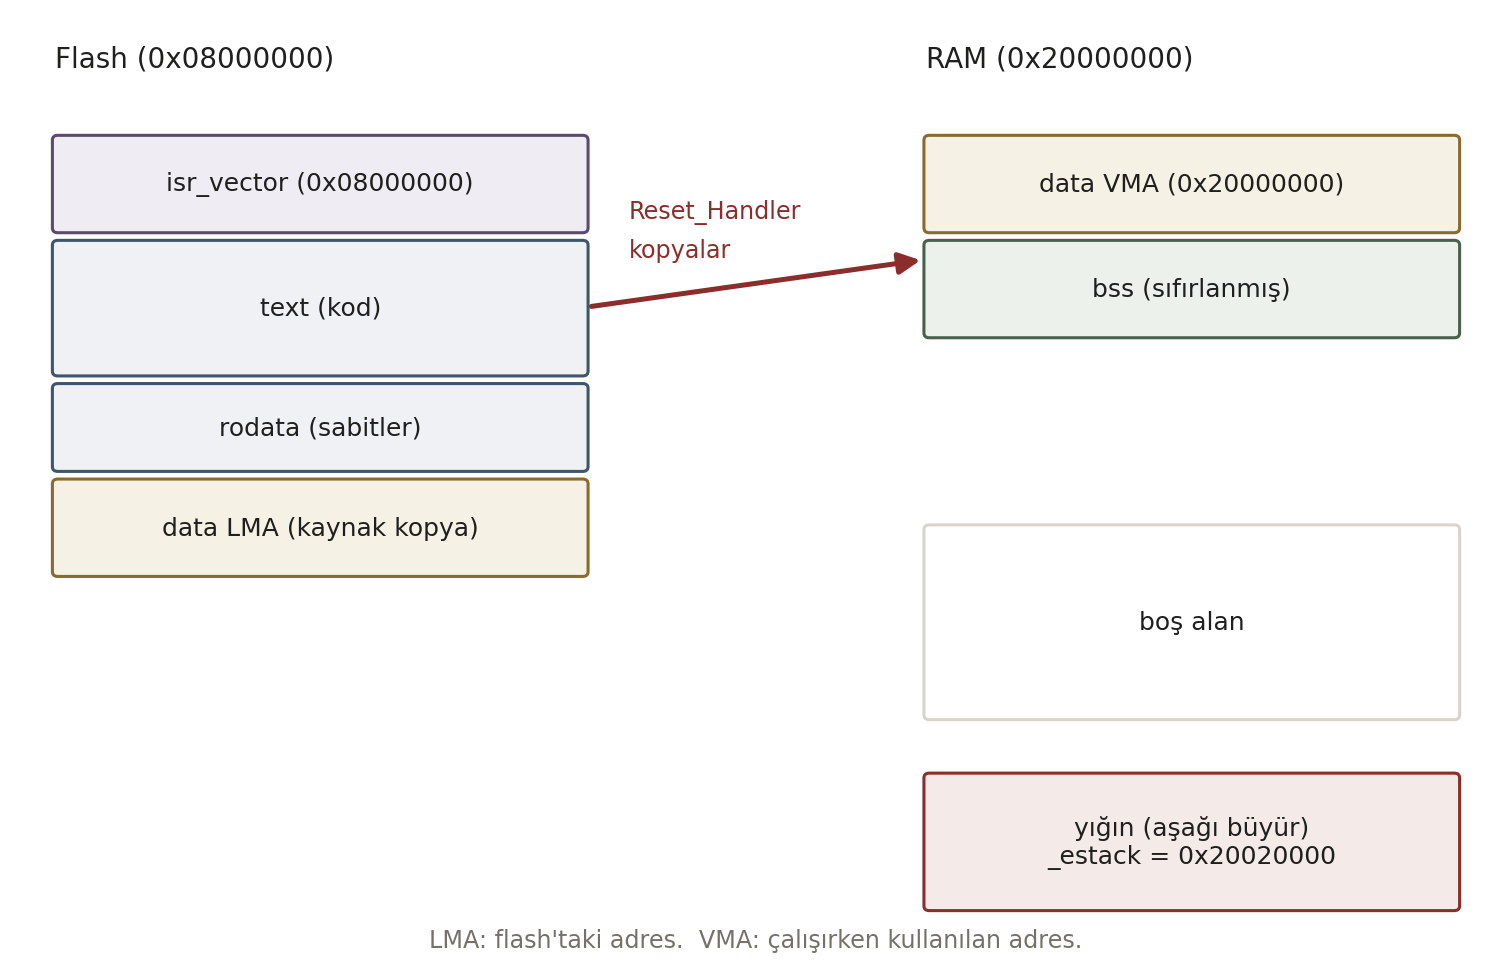 Flash (0x08000000)
isr_vector (0x08000000)
text (kod)
rodata (sabitler)
data LMA (kaynak kopya)
Reset_Handler
kopyalar
RAM (0x20000000)
data VMA (0x20000000)
bss (sıfırlanmış)
boş alan
yığın (aşağı büyür)
_estack = 0x20020000
LMA: flash'taki adres.  VMA: çalışırken kullanılan adres.